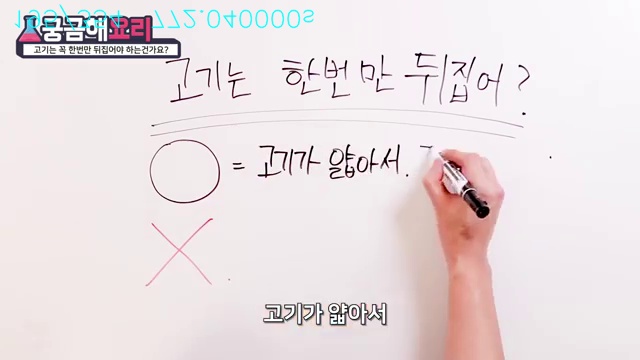 772.040000s
궁금해요리
고기는 꼭 한번만 뒤집어야 하는건가요?
고기는 한번만 뒤집어?
= 고기가 얇아서.
고기가 얇아서